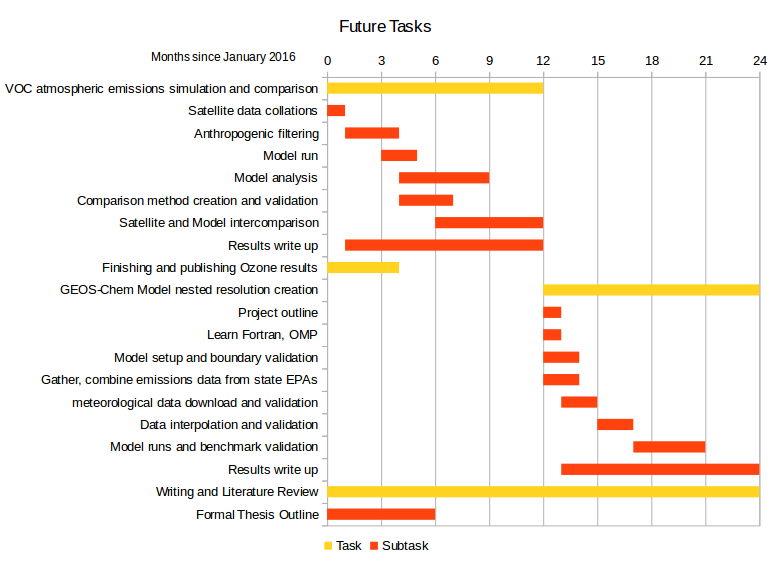 Future Tasks
Months since January 2016
0 3 6 9 12 15 18 21 24
VOC atmospheric emissions simulation and comparison
Satellite data collations
Anthropogenic filtering
Model run
Model analysis
Comparison method creation and validation
Satellite and Model intercomparison
Results write up
Finishing and publishing Ozone results
GEOS-Chem Model nested resolution creation
Project outline
Learn Fortran, OMP
Model setup and boundary validation
Gather, combine emissions data from state EPAs
meteorological data download and validation
Data interpolation and validation
Model runs and benchmark validation
Results write up
Writing and Literature Review
Formal Thesis Outline
Task Subtask